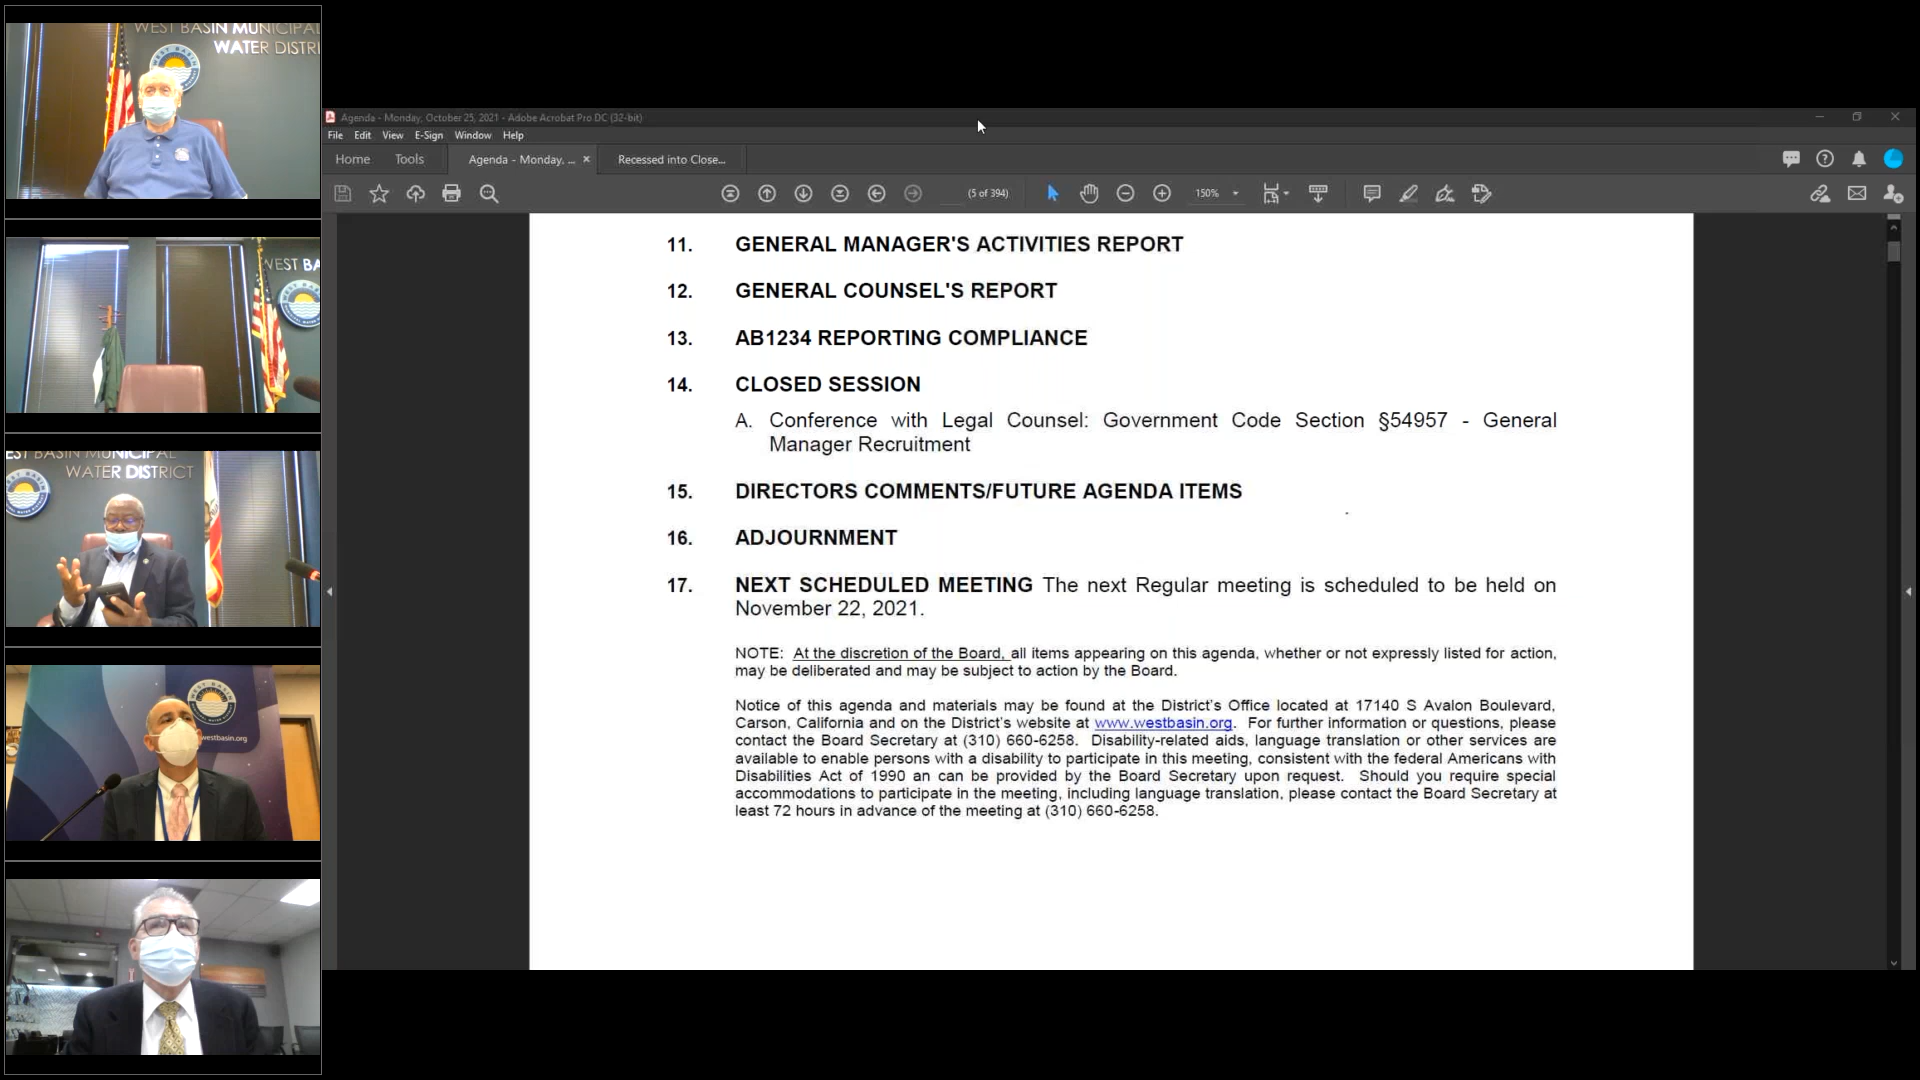 WEST BASIN MUNICIPAL
WATER DISTRI
WEST BA
EST BASIN MUNICIPAL
WATER DISTRICT
WEST BASIN
westbasin.org
Agenda - Monday, October 25, 2021 - Adobe Acrobat Pro DC (32-bit)
File Edit View E-Sign Window Help
Home Tools Agenda - Monday, ... × Recessed into Close...
(5 of 394) 150%
11. GENERAL MANAGER'S ACTIVITIES REPORT
12. GENERAL COUNSEL'S REPORT
13. AB1234 REPORTING COMPLIANCE
14. CLOSED SESSION
A. Conference with Legal Counsel: Government Code Section §54957 - General
Manager Recruitment
15. DIRECTORS COMMENTS/FUTURE AGENDA ITEMS
16. ADJOURNMENT
17. NEXT SCHEDULED MEETING The next Regular meeting is scheduled to be held on
November 22, 2021.
NOTE: At the discretion of the Board, all items appearing on this agenda, whether or not expressly listed for action,
may be deliberated and may be subject to action by the Board.
Notice of this agenda and materials may be found at the District's Office located at 17140 S Avalon Boulevard,
Carson, California and on the District's website at www.westbasin.org. For further information or questions, please
contact the Board Secretary at (310) 660-6258. Disability-related aids, language translation or other services are
available to enable persons with a disability to participate in this meeting, consistent with the federal Americans with
Disabilities Act of 1990 an can be provided by the Board Secretary upon request. Should you require special
accommodations to participate in the meeting, including language translation, please contact the Board Secretary at
least 72 hours in advance of the meeting at (310) 660-6258.